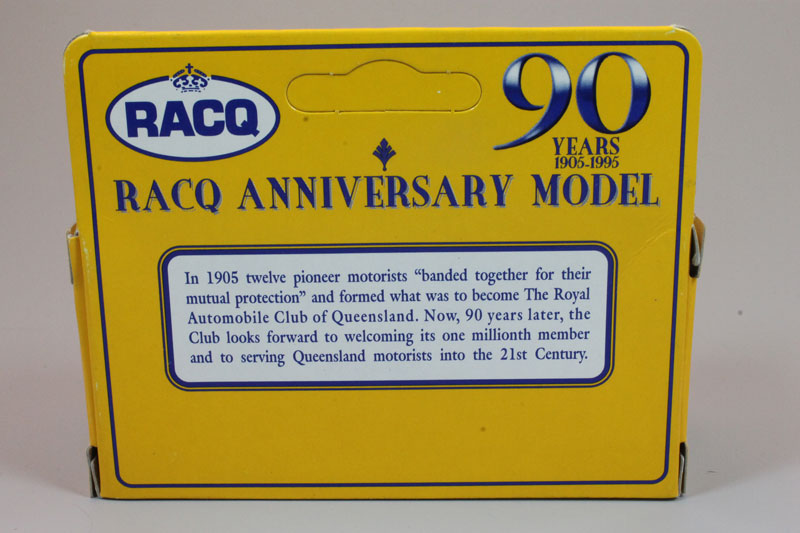 RACQ
90
YEARS
1905-1995
RACQ ANNIVERSARY MODEL
In 1905 twelve pioneer motorists “banded together for their
mutual protection” and formed what was to become The Royal
Automobile Club of Queensland. Now, 90 years later, the
Club looks forward to welcoming its one millionth member
and to serving Queensland motorists into the 21st Century.